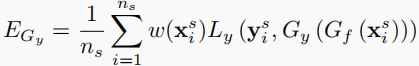 $E_{G_y} = \frac{1}{n_s} \sum_{i=1}^{n_s} w(\mathbf{x}_i^s) L_y \left( \mathbf{y}_i^s, G_y \left( G_f \left( \mathbf{x}_i^s \right) \right) \right)$